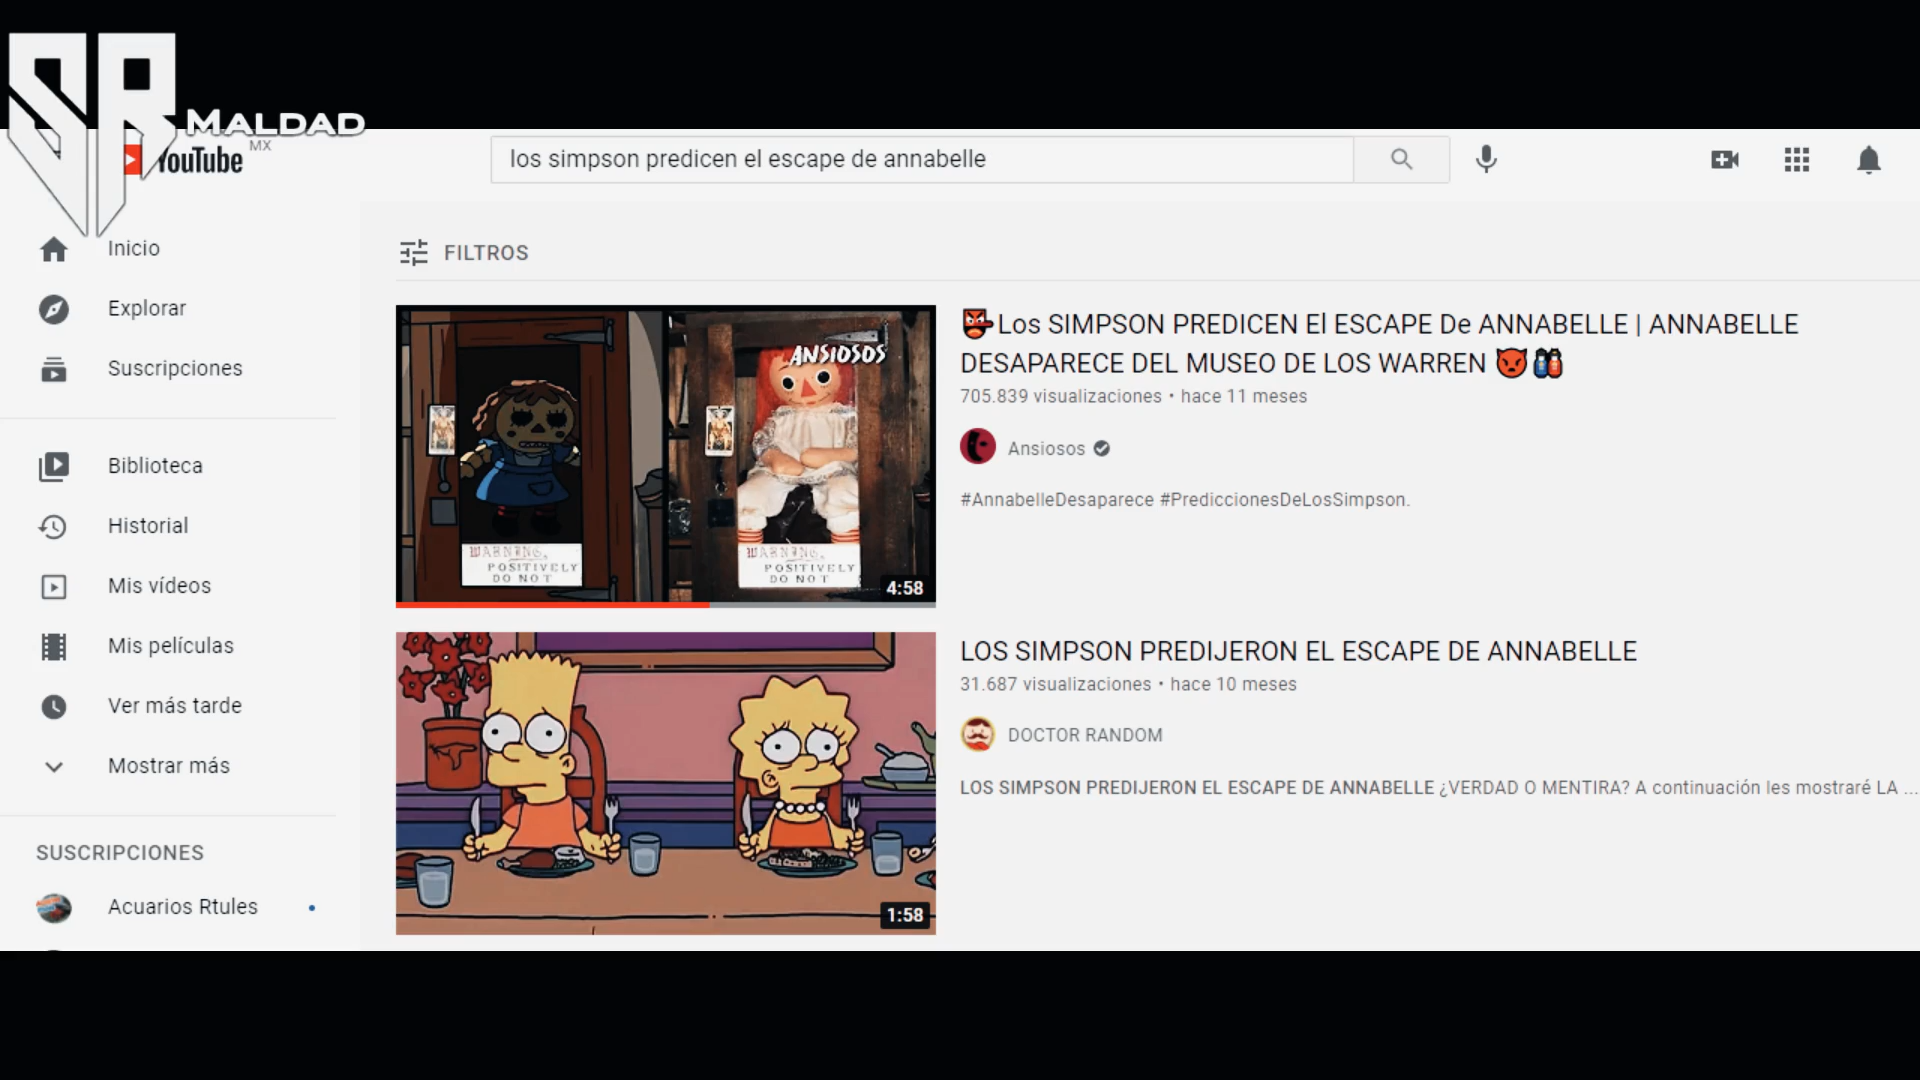 SR MALDAD
YouTube MX
los simpson predicen el escape de annabelle
Inicio
Explorar
Suscripciones
Biblioteca
Historial
Mis vídeos
Mis películas
Ver más tarde
Mostrar más
SUSCRIPCIONES
Acuarios Rtules
FILTROS
ANSIOSOS
WARNING,
POSITIVELY
DO NOT
WARNING,
POSITIVELY
DO NOT
4:58
👺Los SIMPSON PREDICEN El ESCAPE De ANNABELLE | ANNABELLE
DESAPARECE DEL MUSEO DE LOS WARREN 😈🎎
705.839 visualizaciones • hace 11 meses
Ansiosos
#AnnabelleDesaparece #PrediccionesDeLosSimpson.
1:58
LOS SIMPSON PREDIJERON EL ESCAPE DE ANNABELLE
31.687 visualizaciones • hace 10 meses
DOCTOR RANDOM
LOS SIMPSON PREDIJERON EL ESCAPE DE ANNABELLE ¿VERDAD O MENTIRA? A continuación les mostraré LA ...